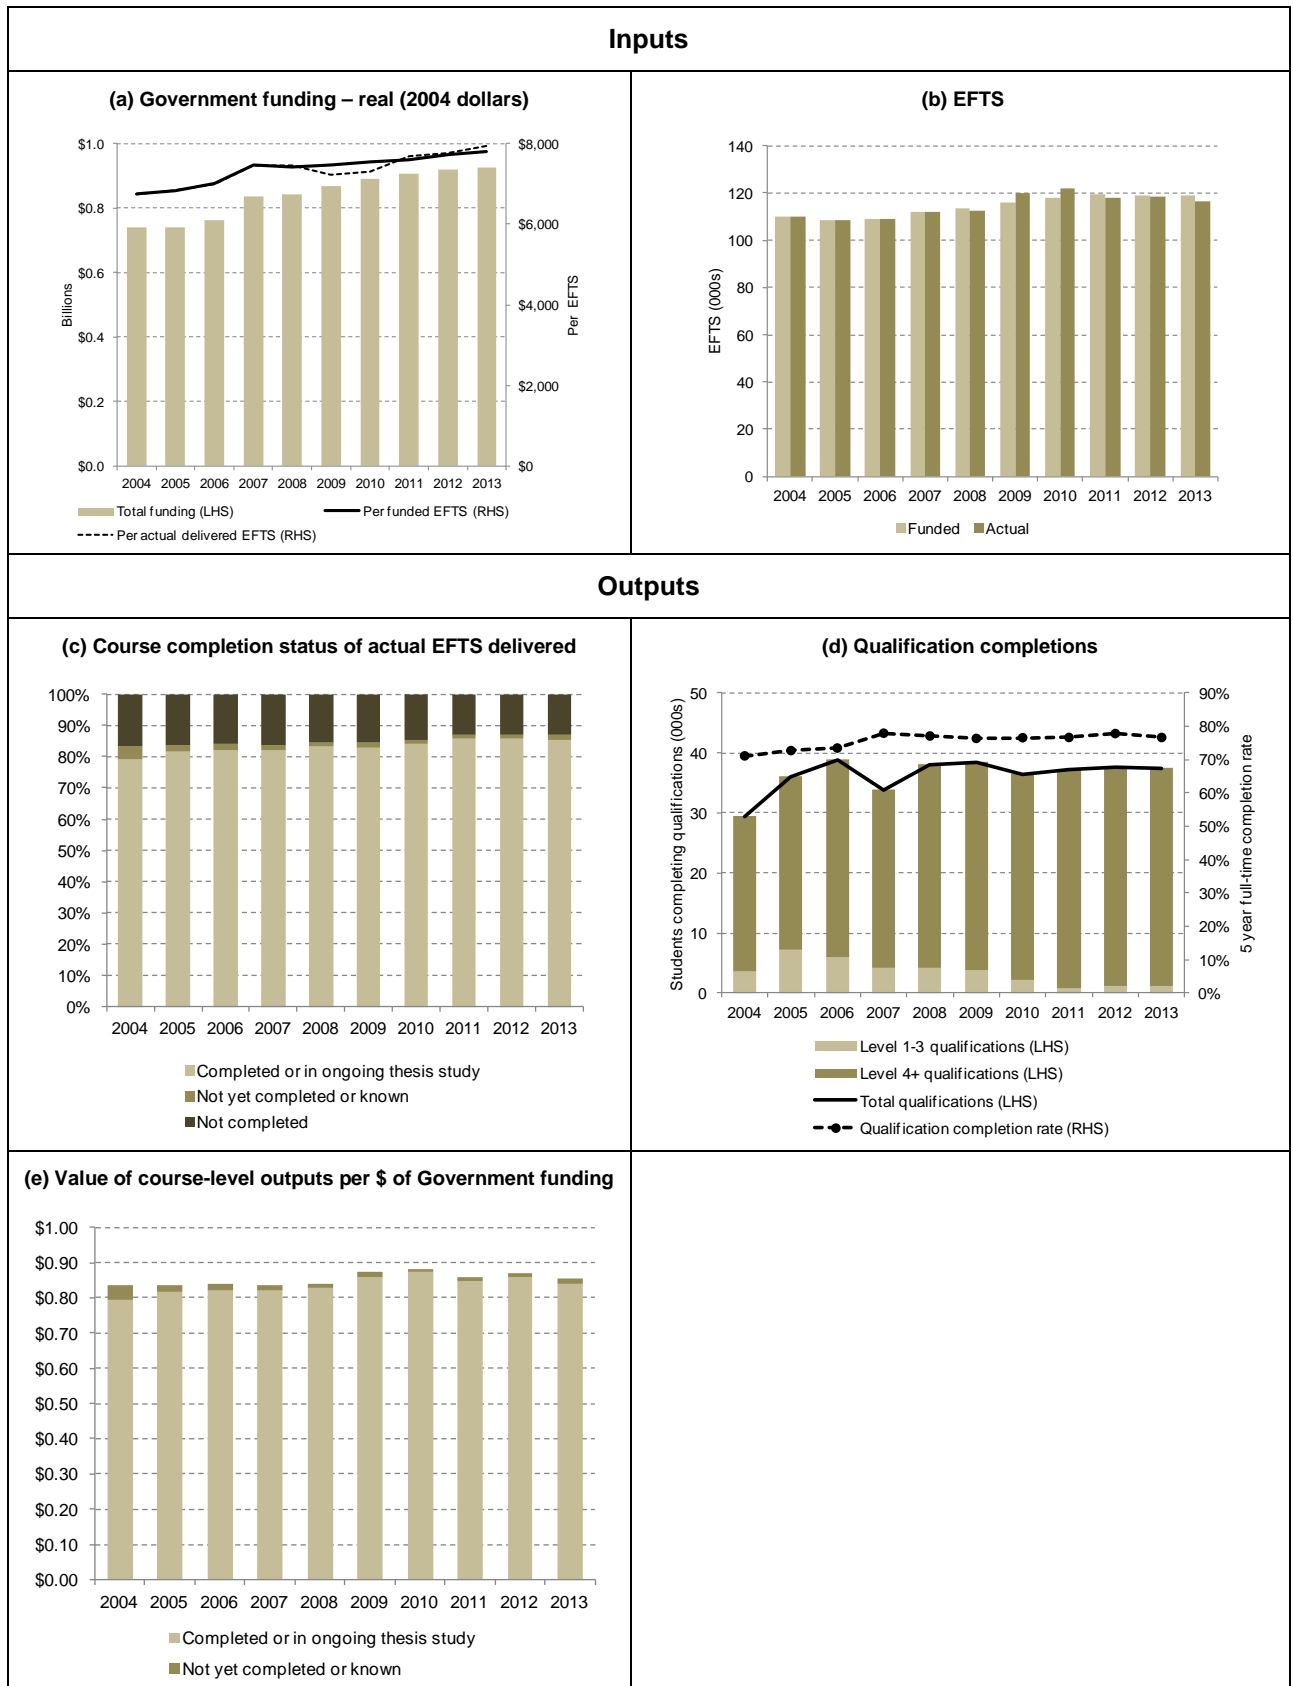 Inputs
(a) Government funding – real (2004 dollars)
$1.0
$0.8
$0.6
$0.4
$0.2
$0.0
Billions
$8,000
$6,000
$4,000
$2,000
$0
Per EFTS
2004 2005 2006 2007 2008 2009 2010 2011 2012 2013
Total funding (LHS)
Per funded EFTS (RHS)
Per actual delivered EFTS (RHS)
(b) EFTS
140
120
100
80
60
40
20
0
EFTS (000s)
2004 2005 2006 2007 2008 2009 2010 2011 2012 2013
Funded Actual
Outputs
(c) Course completion status of actual EFTS delivered
100%
90%
80%
70%
60%
50%
40%
30%
20%
10%
0%
2004 2005 2006 2007 2008 2009 2010 2011 2012 2013
Completed or in ongoing thesis study
Not yet completed or known
Not completed
(d) Qualification completions
50
40
30
20
10
0
Students completing qualifications (000s)
90%
80%
70%
60%
50%
40%
30%
20%
10%
0%
5 year full-time completion rate
2004 2005 2006 2007 2008 2009 2010 2011 2012 2013
Level 1-3 qualifications (LHS)
Level 4+ qualifications (LHS)
Total qualifications (LHS)
Qualification completion rate (RHS)
(e) Value of course-level outputs per $ of Government funding
$1.00
$0.90
$0.80
$0.70
$0.60
$0.50
$0.40
$0.30
$0.20
$0.10
$0.00
2004 2005 2006 2007 2008 2009 2010 2011 2012 2013
Completed or in ongoing thesis study
Not yet completed or known